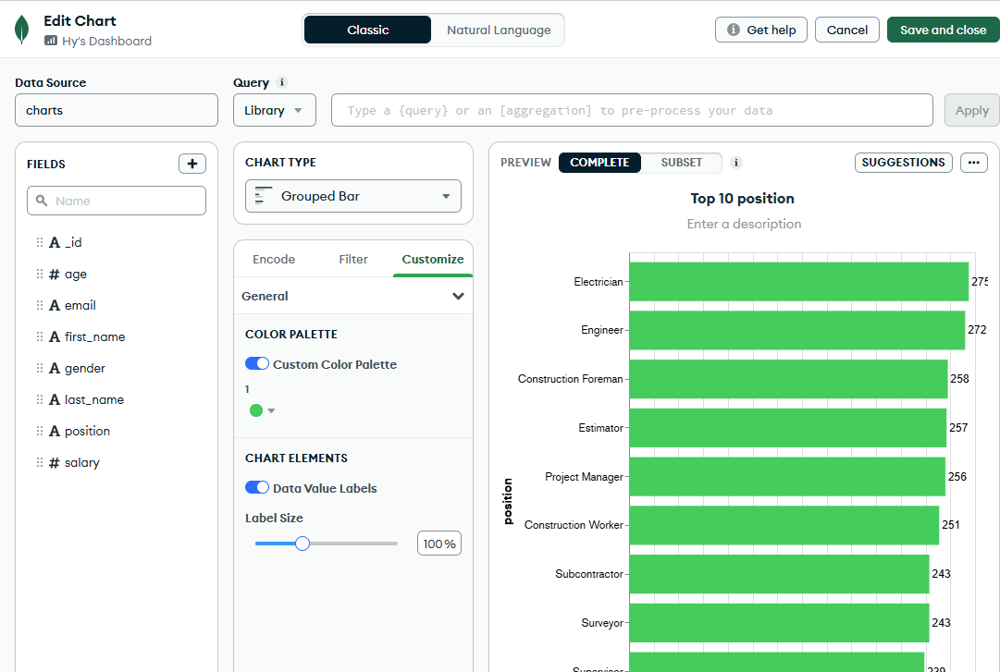 Edit Chart
Hy's Dashboard
Classic
Natural Language
Get help
Cancel
Save and close
Data Source
Query
charts
Library
Type a {query} or an [aggregation] to pre-process your data
Apply
FIELDS
+
Name
A _id
# age
A email
A first_name
A gender
A last_name
A position
# salary
CHART TYPE
Grouped Bar
Encode
Filter
Customize
General
COLOR PALETTE
Custom Color Palette
1
CHART ELEMENTS
Data Value Labels
Label Size
100%
PREVIEW
COMPLETE
SUBSET
SUGGESTIONS
Top 10 position
Enter a description
position
Electrician 275
Engineer 272
Construction Foreman 258
Estimator 257
Project Manager 256
Construction Worker 251
Subcontractor 243
Surveyor 243
Supervisor 239